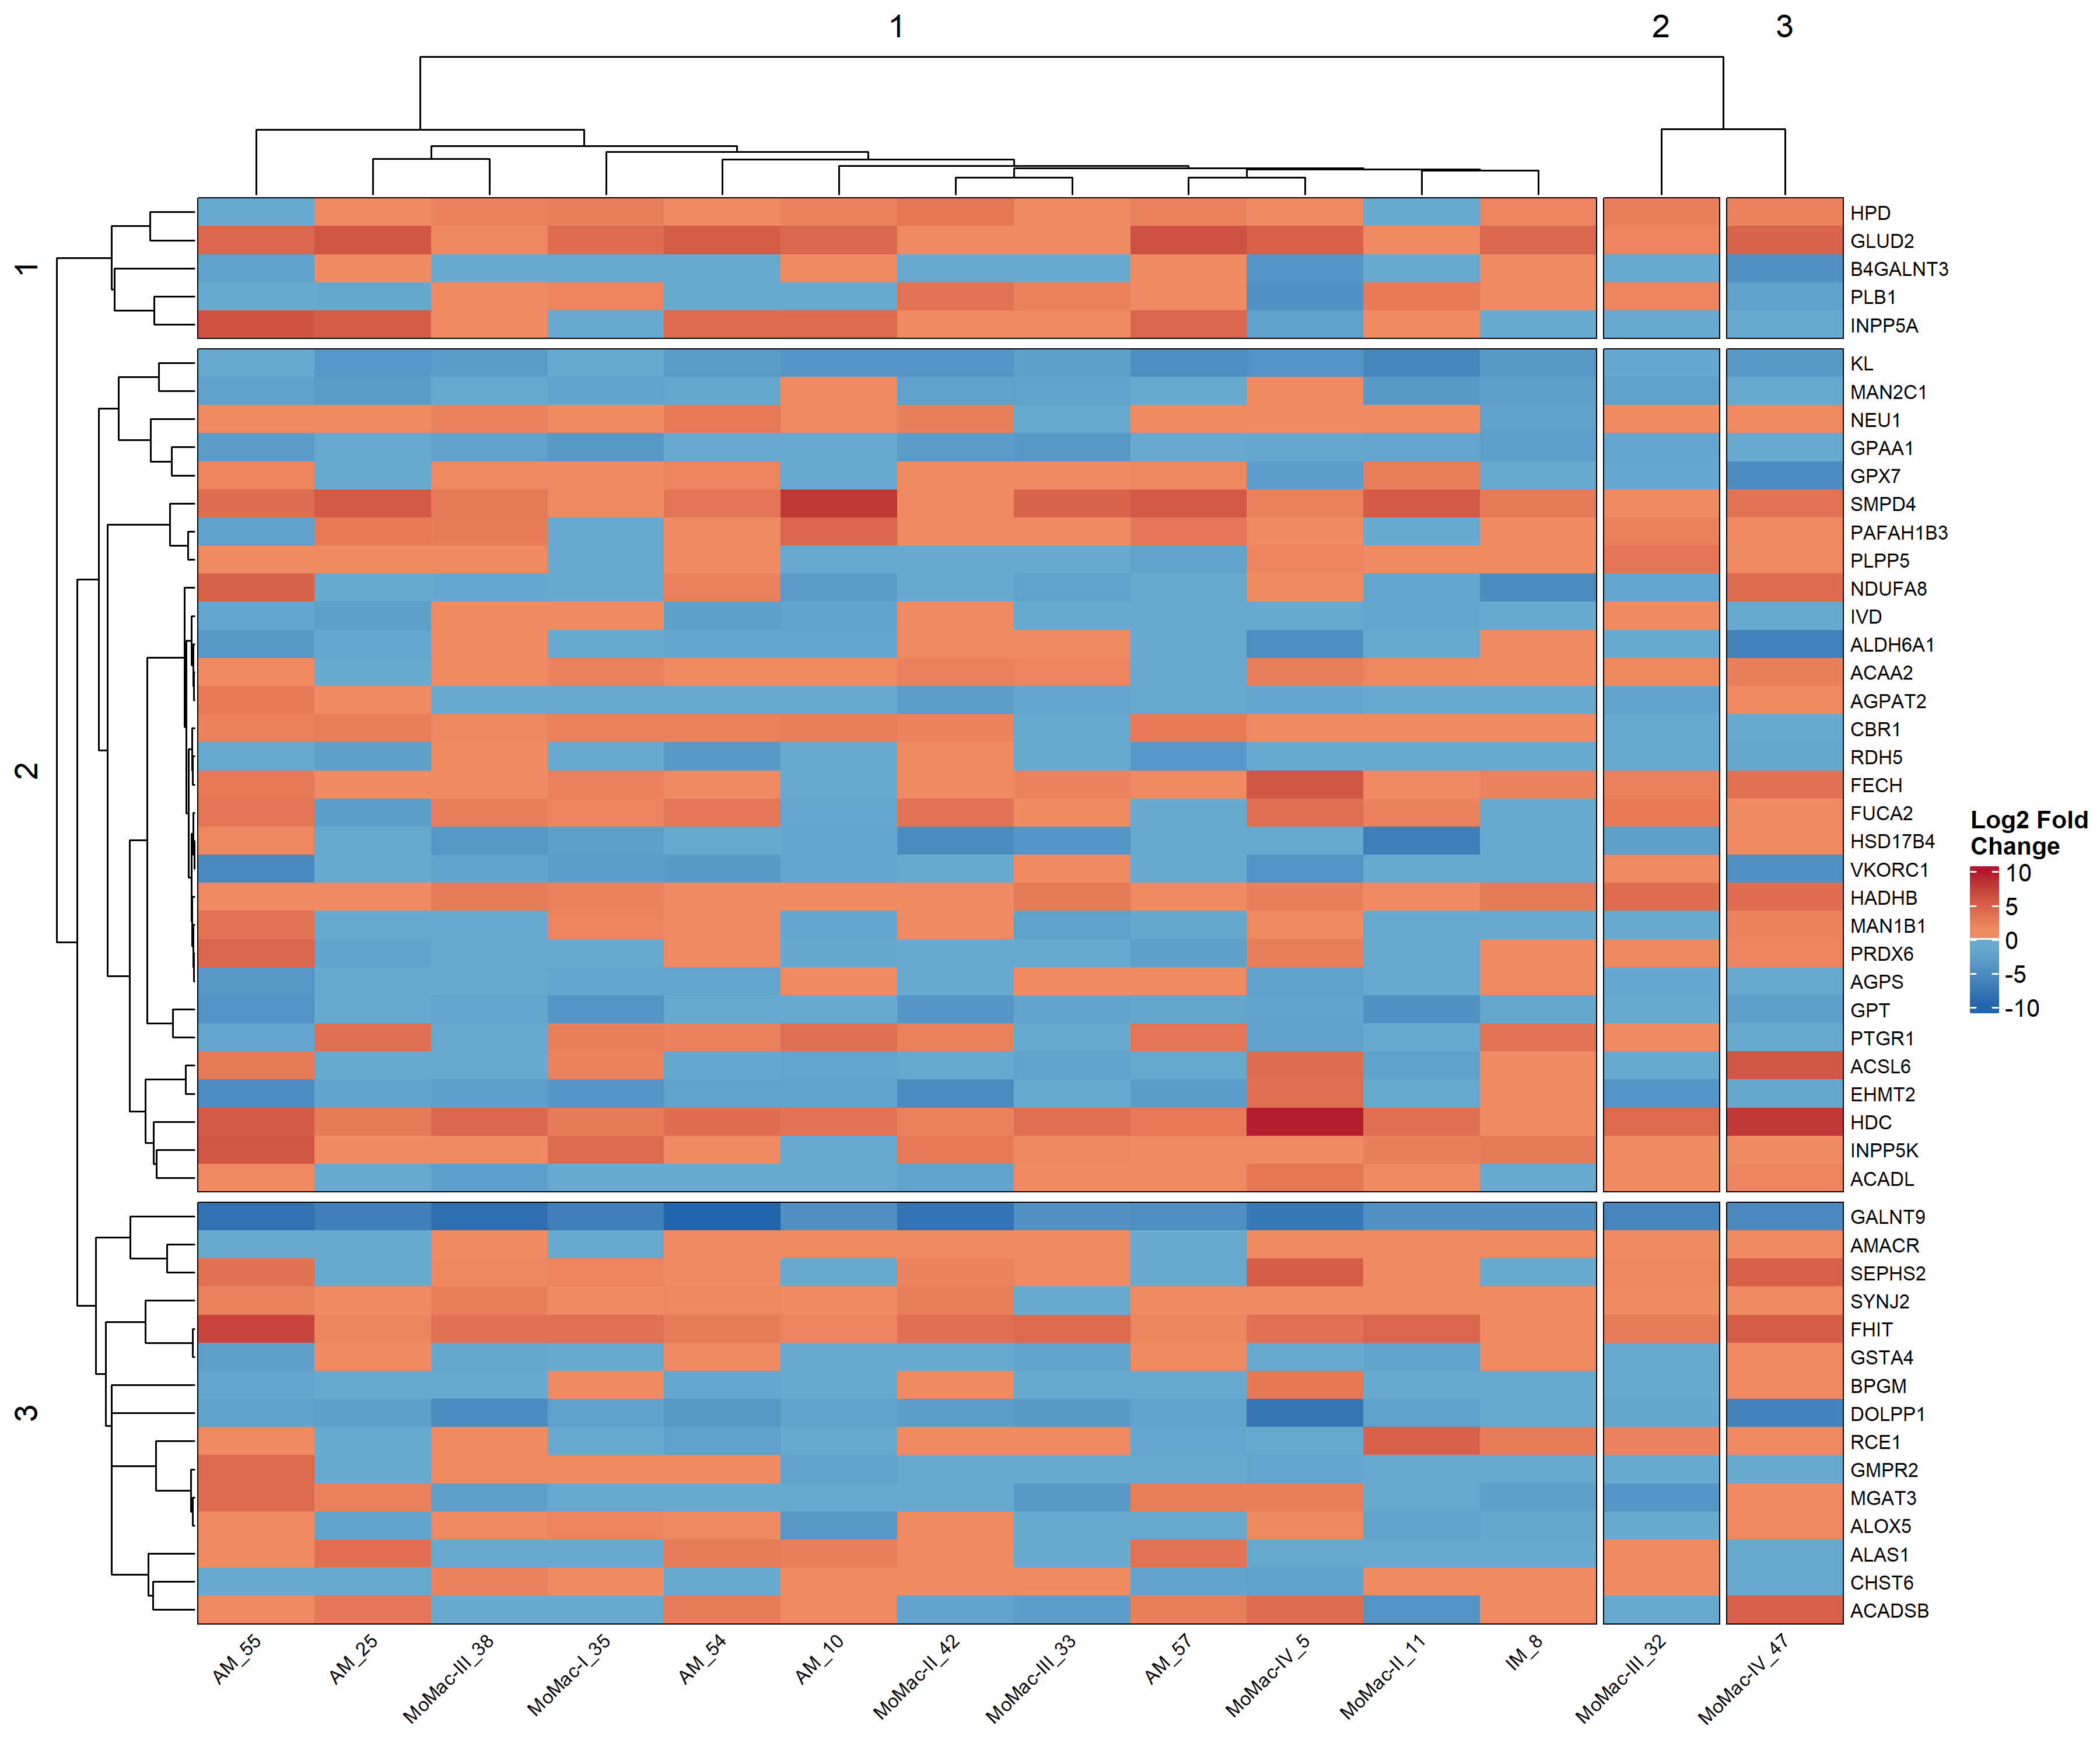 1
2
3
1
2
3
HPD
GLUD2
B4GALNT3
PLB1
INPP5A
KL
MAN2C1
NEU1
GPAA1
GPX7
SMPD4
PAFAH1B3
PLPP5
NDUFA8
IVD
ALDH6A1
ACAA2
AGPAT2
CBR1
RDH5
FECH
FUCA2
HSD17B4
VKORC1
HADHB
MAN1B1
PRDX6
AGPS
GPT
PTGR1
ACSL6
EHMT2
HDC
INPP5K
ACADL
GALNT9
AMACR
SEPHS2
SYNJ2
FHIT
GSTA4
BPGM
DOLPP1
RCE1
GMPR2
MGAT3
ALOX5
ALAS1
CHST6
ACADSB
AM_55
AM_25
MoMac-III_38
MoMac-I_35
AM_54
AM_10
MoMac-II_42
MoMac-III_33
AM_57
MoMac-IV_5
MoMac-II_11
IM_8
MoMac-III_32
MoMac-IV_47
Log2 Fold
Change
10
5
0
-5
-10